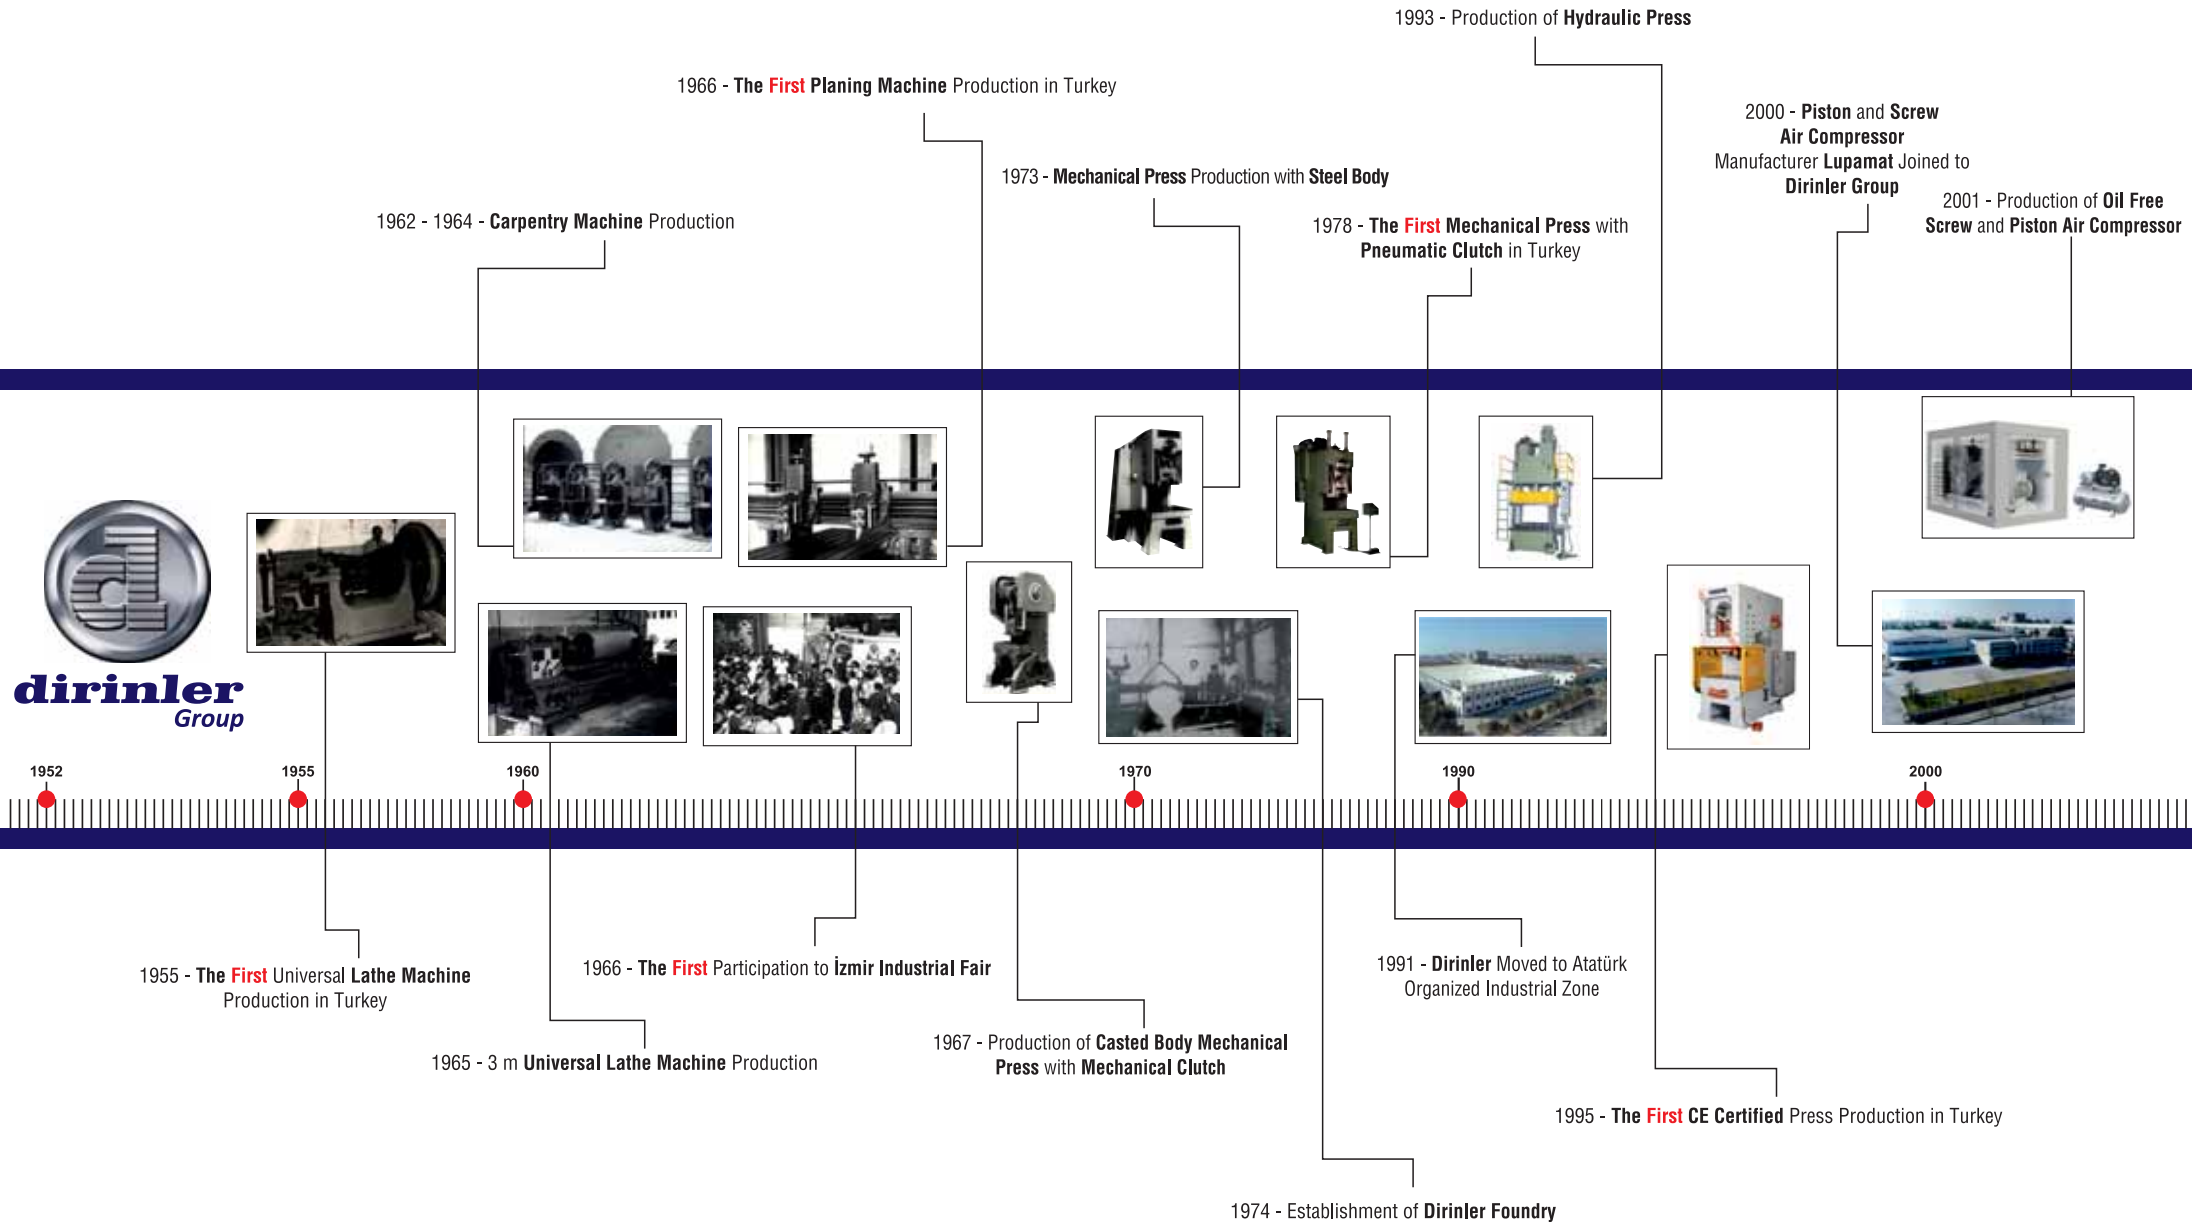 1993 - Production of Hydraulic Press
1966 - The First Planing Machine Production in Turkey
2000 - Piston and Screw
Air Compressor
Manufacturer Lupamat Joined to
Dirinler Group
1973 - Mechanical Press Production with Steel Body
2001 - Production of Oil Free
Screw and Piston Air Compressor
1962 - 1964 - Carpentry Machine Production
1978 - The First Mechanical Press with
Pneumatic Clutch in Turkey
dirinler
Group
1952
1955
1960
1970
1990
2000
1955 - The First Universal Lathe Machine
Production in Turkey
1966 - The First Participation to İzmir Industrial Fair
1991 - Dirinler Moved to Atatürk
Organized Industrial Zone
1965 - 3 m Universal Lathe Machine Production
1967 - Production of Casted Body Mechanical
Press with Mechanical Clutch
1995 - The First CE Certified Press Production in Turkey
1974 - Establishment of Dirinler Foundry